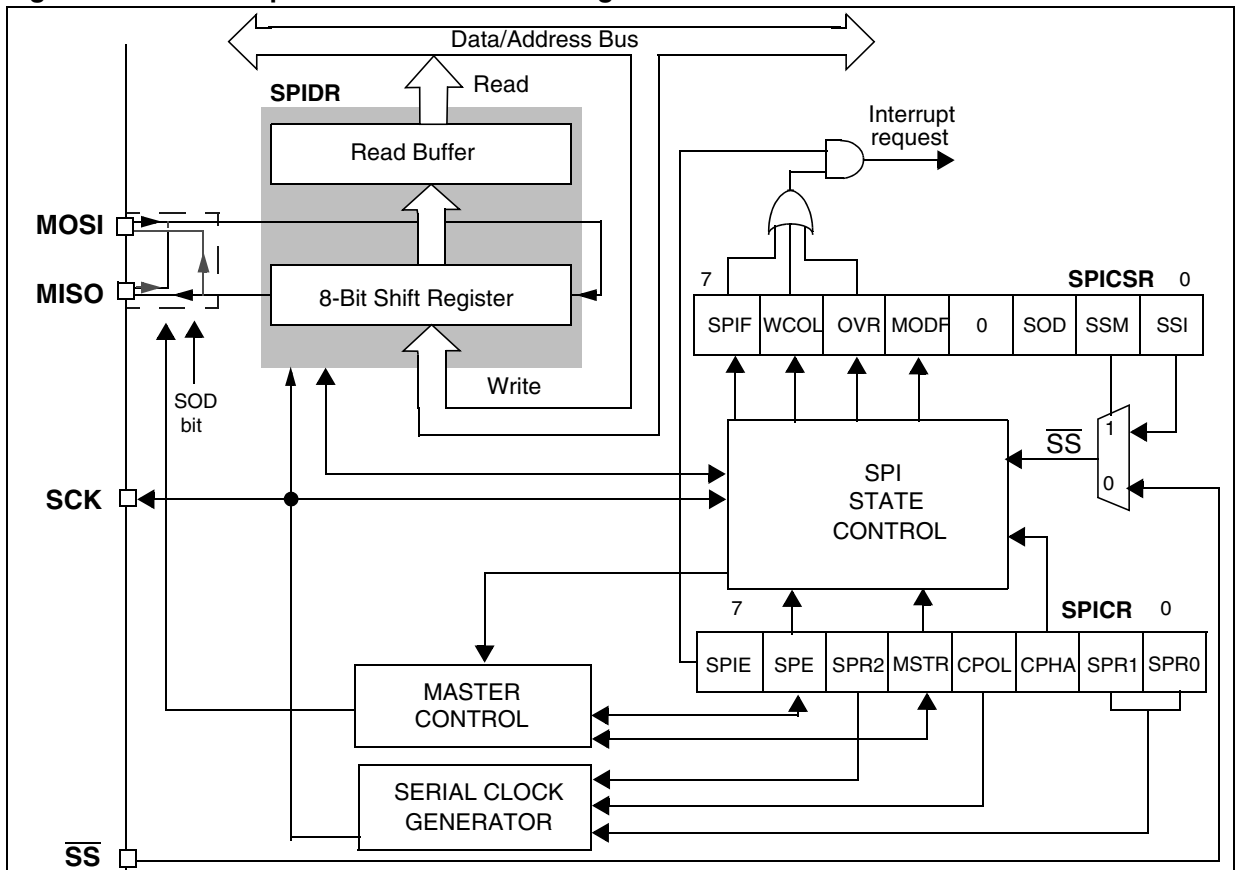 Data/Address Bus
SPIDR
Read
Read Buffer
Interrupt
request
MOSI
MISO
8-Bit Shift Register
7
SPICSR
0
SPIF
WCOL
OVR
MODF
0
SOD
SSM
SSI
Write
SOD
bit
1
SS
0
SCK
SPI
STATE
CONTROL
7
SPICR
0
SPIE
SPE
SPR2
MSTR
CPOL
CPHA
SPR1
SPR0
MASTER
CONTROL
SERIAL CLOCK
GENERATOR
SS